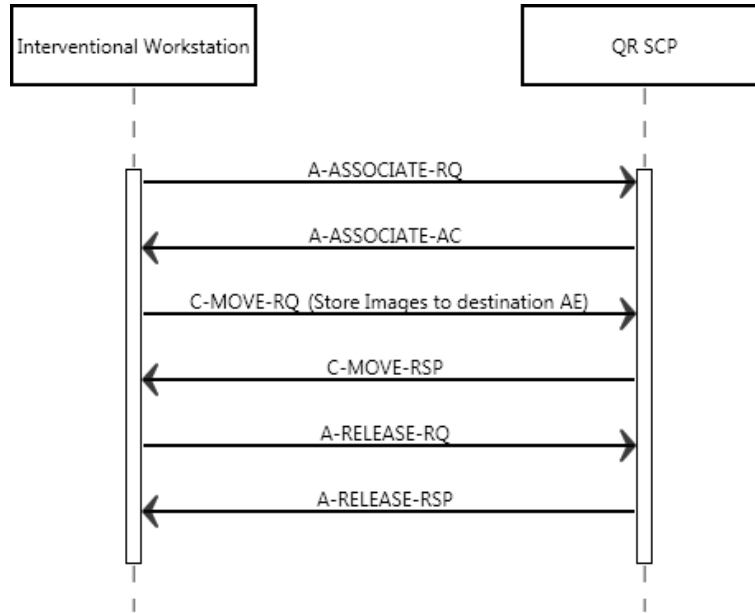 Interventional Workstation
QR SCP
A-ASSOCIATE-RQ
A-ASSOCIATE-AC
C-MOVE-RQ (Store Images to destination AE)
C-MOVE-RSP
A-RELEASE-RQ
A-RELEASE-RSP